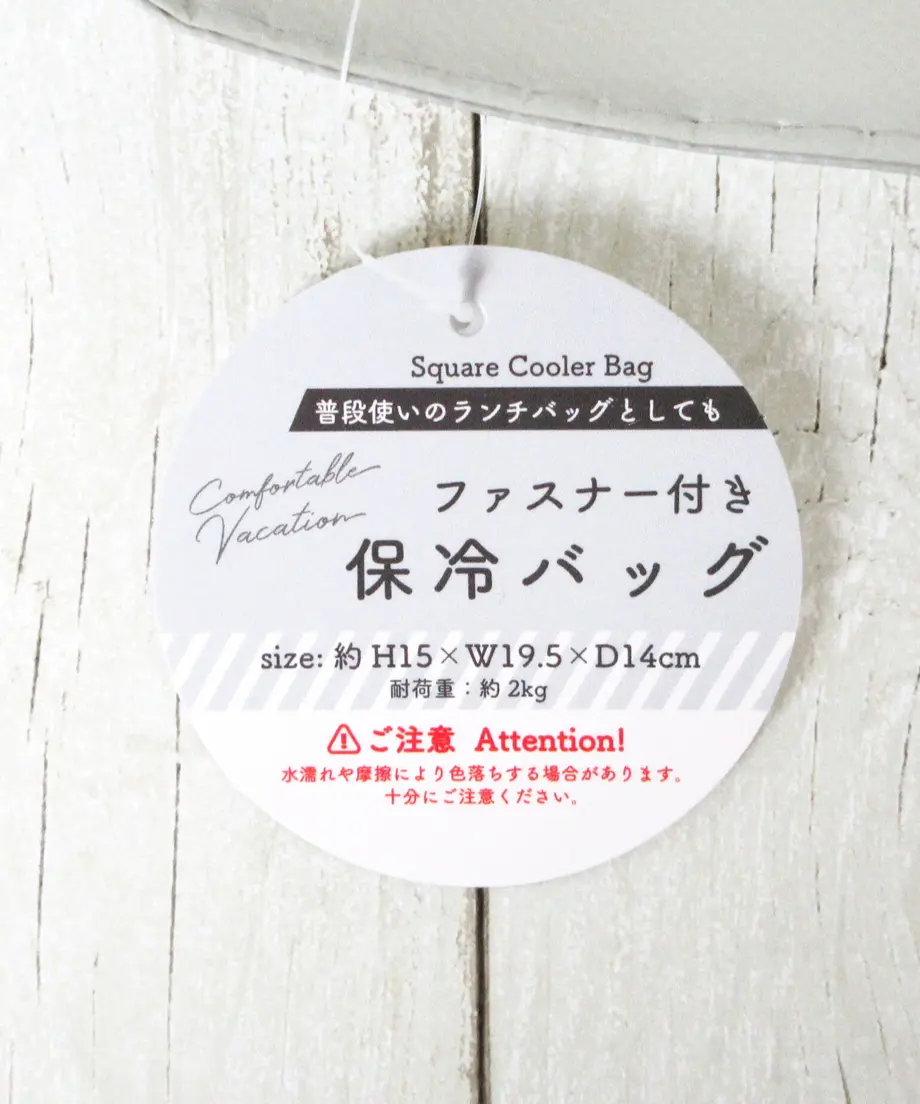 Square Cooler Bag
普段使いのランチバッグとしても
Comfortable
Vacation
ファスナー付き
保冷バッグ
size: 約 H15×W19.5×D14cm
耐荷重：約 2kg
⚠ご注意 Attention!
水濡れや摩擦により色落ちする場合があります。
十分にご注意ください。